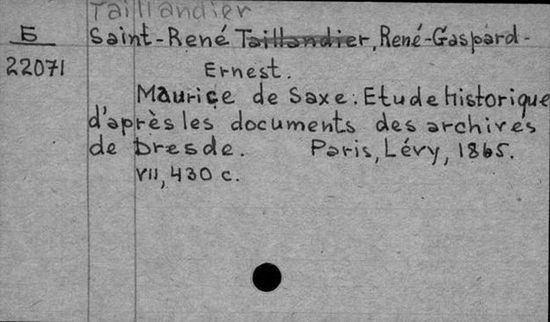 Taillandier
Б Saint-René Taillandier, René-Gaspard-
22071 Ernest.
Maurice de Saxe: Etude historique
d'après les documents des archives
de Dresde. Paris, Lévy, 1865.
VII, 430 c.